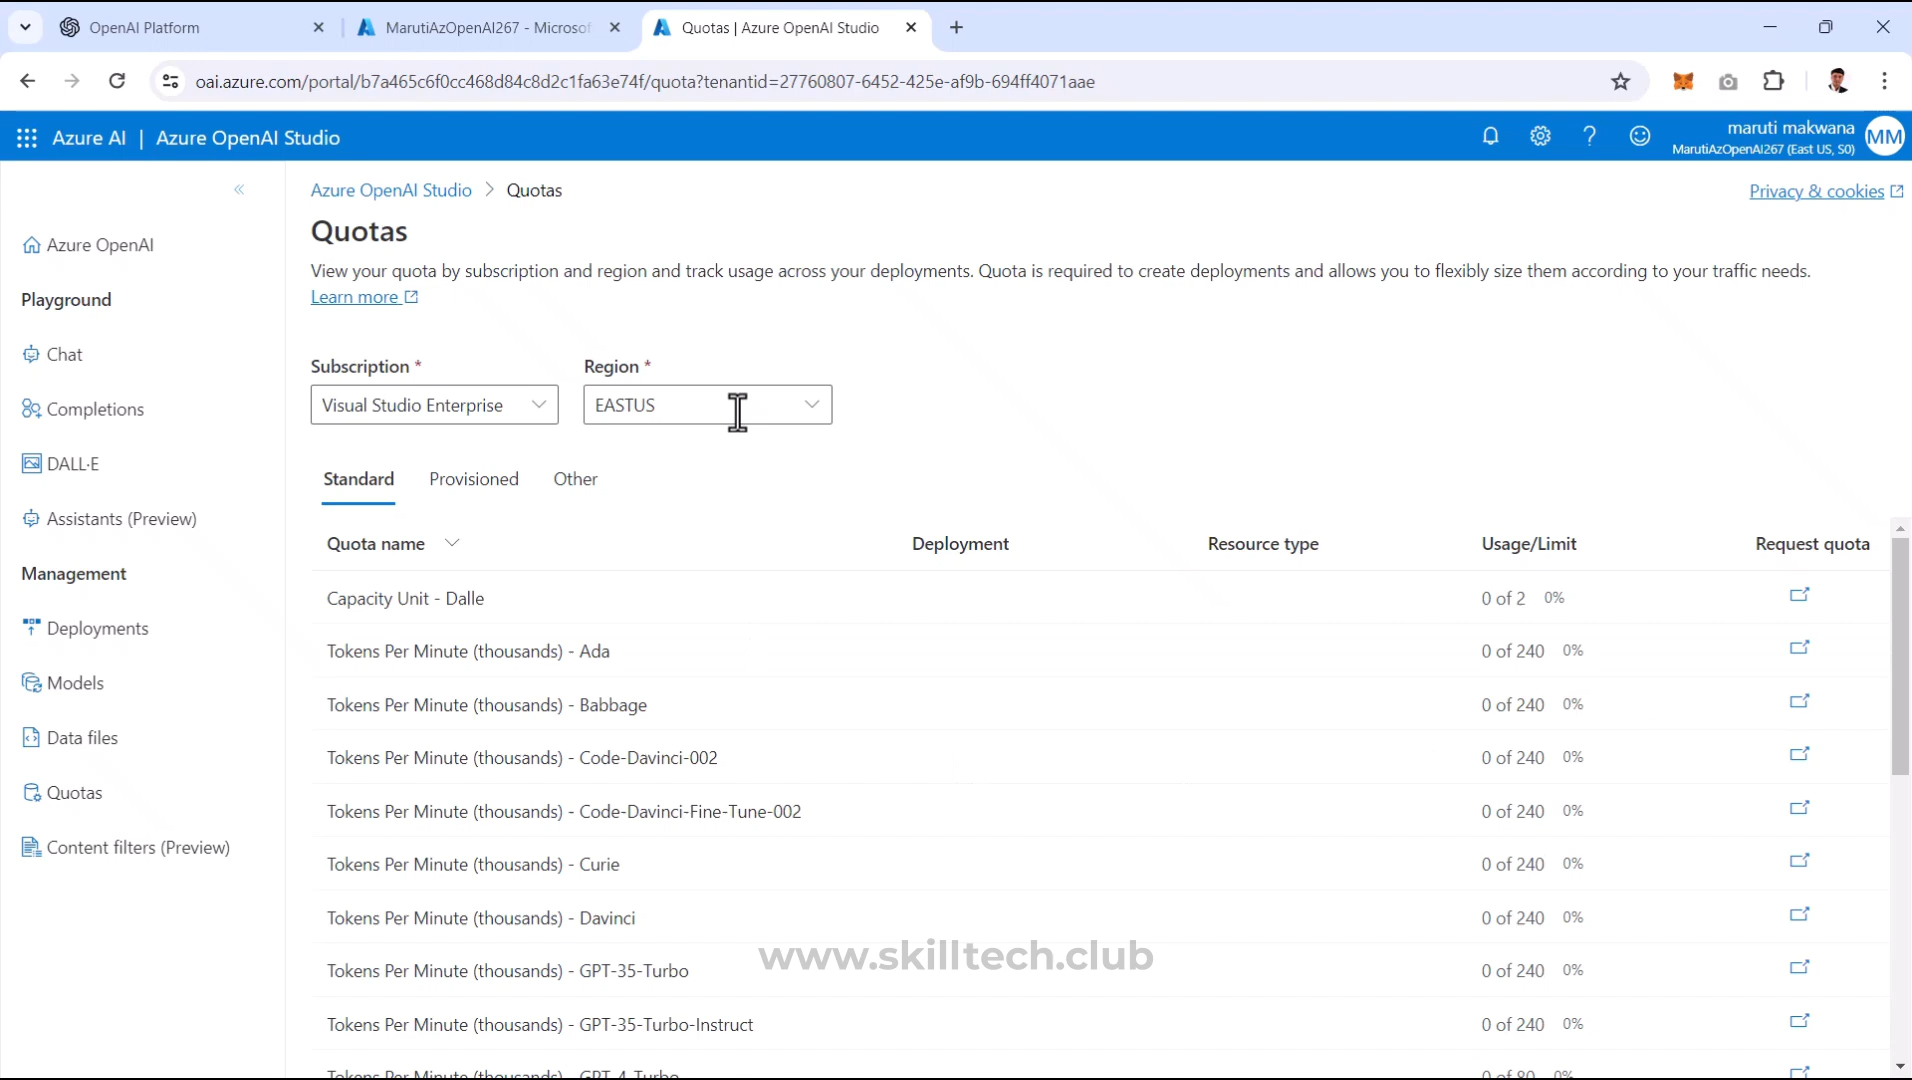 OpenAI Platform
MarutiAzOpenAI267 - Microsof
Quotas | Azure OpenAI Studio
oai.azure.com/portal/b7a465c6f0cc468d84c8d2c1fa63e74f/quota?tenantid=27760807-6452-425e-af9b-694ff4071aae
Azure AI | Azure OpenAI Studio
maruti makwana
MarutiAzOpenAI267 (East US, S0)
MM
Azure OpenAI Studio > Quotas
Privacy & cookies
Quotas
View your quota by subscription and region and track usage across your deployments. Quota is required to create deployments and allows you to flexibly size them according to your traffic needs.
Learn more
Azure OpenAI
Playground
Chat
Completions
DALL·E
Assistants (Preview)
Management
Deployments
Models
Data files
Quotas
Content filters (Preview)
Subscription * Region *
Visual Studio Enterprise EASTUS
Standard Provisioned Other
Quota name Deployment Resource type Usage/Limit Request quota
Capacity Unit - Dalle 0 of 2 0%
Tokens Per Minute (thousands) - Ada 0 of 240 0%
Tokens Per Minute (thousands) - Babbage 0 of 240 0%
Tokens Per Minute (thousands) - Code-Davinci-002 0 of 240 0%
Tokens Per Minute (thousands) - Code-Davinci-Fine-Tune-002 0 of 240 0%
Tokens Per Minute (thousands) - Curie 0 of 240 0%
Tokens Per Minute (thousands) - Davinci 0 of 240 0%
www.skilltech.club
Tokens Per Minute (thousands) - GPT-35-Turbo 0 of 240 0%
Tokens Per Minute (thousands) - GPT-35-Turbo-Instruct 0 of 240 0%
Tokens Per Minute (thousands) - GPT-4-Turbo 0 of 80 0%